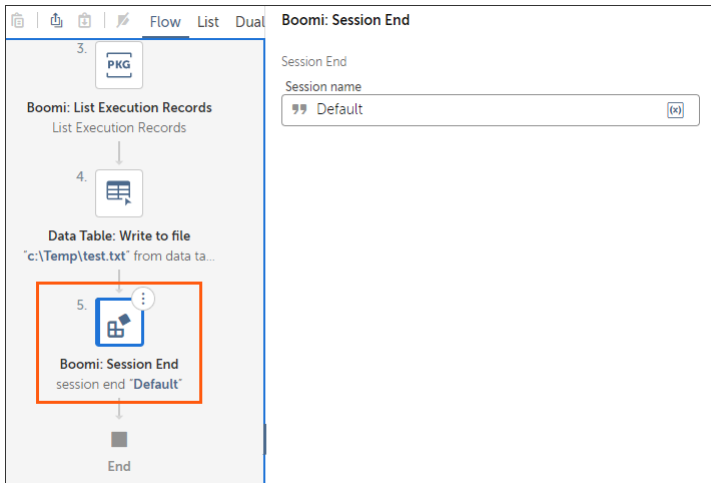 Flow List Dual
3.
PKG
Boomi: List Execution Records
List Execution Records
4.
Data Table: Write to file
"c:\Temp\test.txt" from data ta...
5.
Boomi: Session End
session end "Default"
End
Boomi: Session End
Session End
Session name
Default
(x)